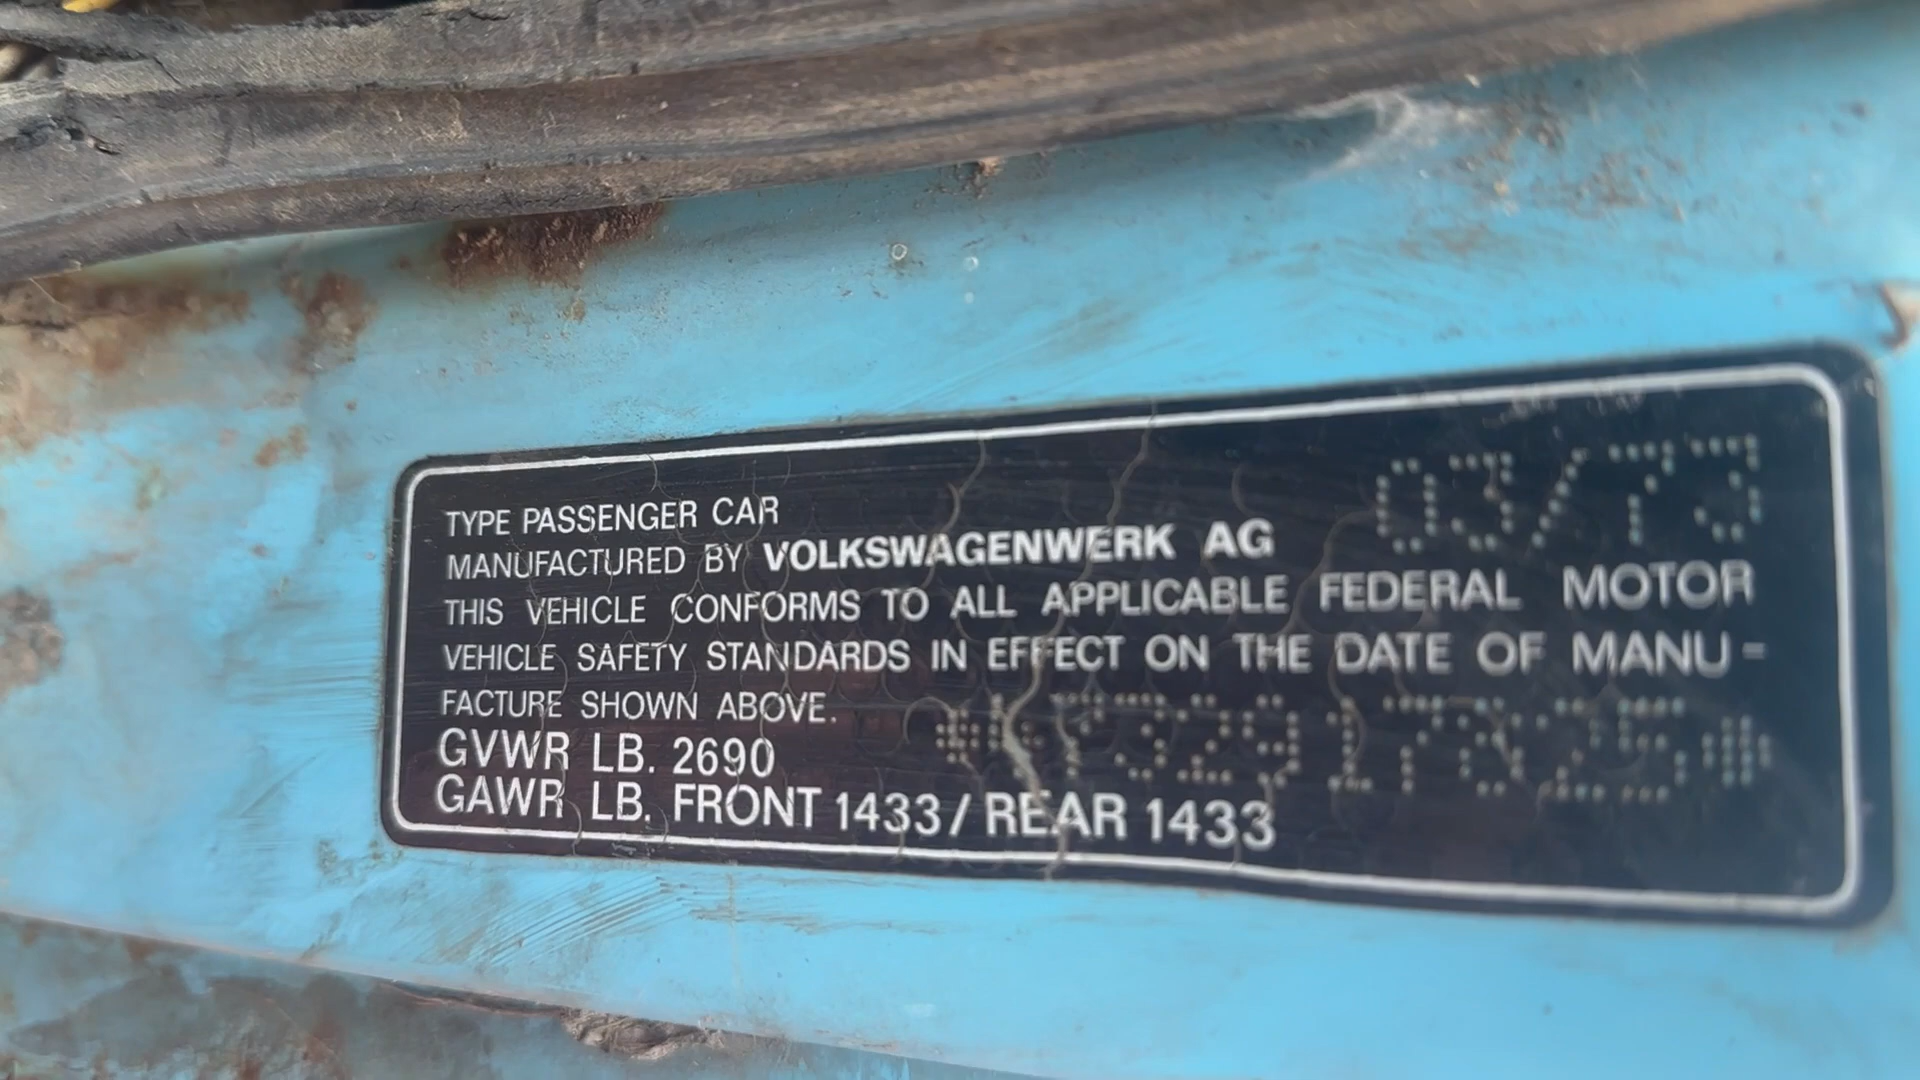 TYPE PASSENGER CAR
03/73
MANUFACTURED BY VOLKSWAGENWERK AG
THIS VEHICLE CONFORMS TO ALL APPLICABLE FEDERAL MOTOR
VEHICLE SAFETY STANDARDS IN EFFECT ON THE DATE OF MANU-
FACTURE SHOWN ABOVE.
GVWR LB. 2690
GAWR LB. FRONT 1433/ REAR 1433